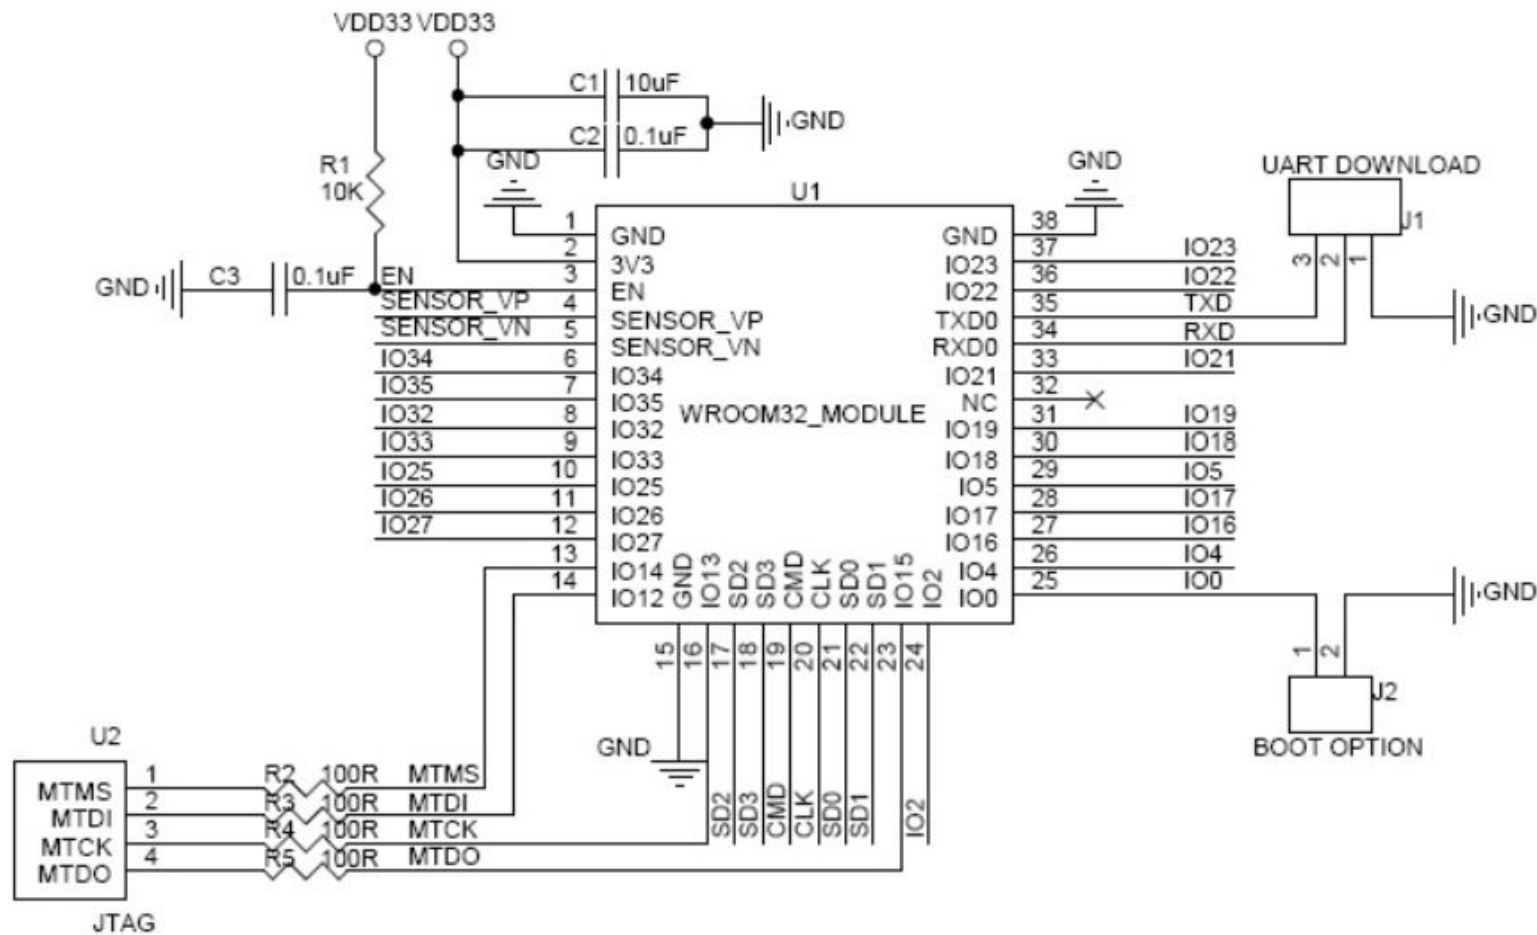 VDD33 VDD33
C1 10uF
GND
C2 0.1uF
R1
10K
GND
GND
UART DOWNLOAD
J1
3 2 1
GND
U1
WROOM32_MODULE
GND C3 0.1uF EN
1 GND
2 3V3
3 EN
SENSOR_VP 4 SENSOR_VP
SENSOR_VN 5 SENSOR_VN
IO34 6 IO34
IO35 7 IO35
IO32 8 IO32
IO33 9 IO33
IO25 10 IO25
IO26 11 IO26
IO27 12 IO27
13 IO14
14 IO12
GND 38
IO23 37 IO23
IO22 36 IO22
TXD0 35 TXD
RXD0 34 RXD
IO21 33 IO21
NC 32
IO19 31 IO19
IO18 30 IO18
IO5 29 IO5
IO17 28 IO17
IO16 27 IO16
IO4 26 IO4
IO0 25 IO0
GND IO13 SD2 SD3 CMD CLK SD0 SD1 IO15 IO2
15 16 17 18 19 20 21 22 23 24
GND
SD2 SD3 CMD CLK SD0 SD1 IO2
GND
1 2
J2
BOOT OPTION
U2
MTMS 1 R2 100R MTMS
MTDI 2 R3 100R MTDI
MTCK 3 R4 100R MTCK
MTDO 4 R5 100R MTDO
JTAG